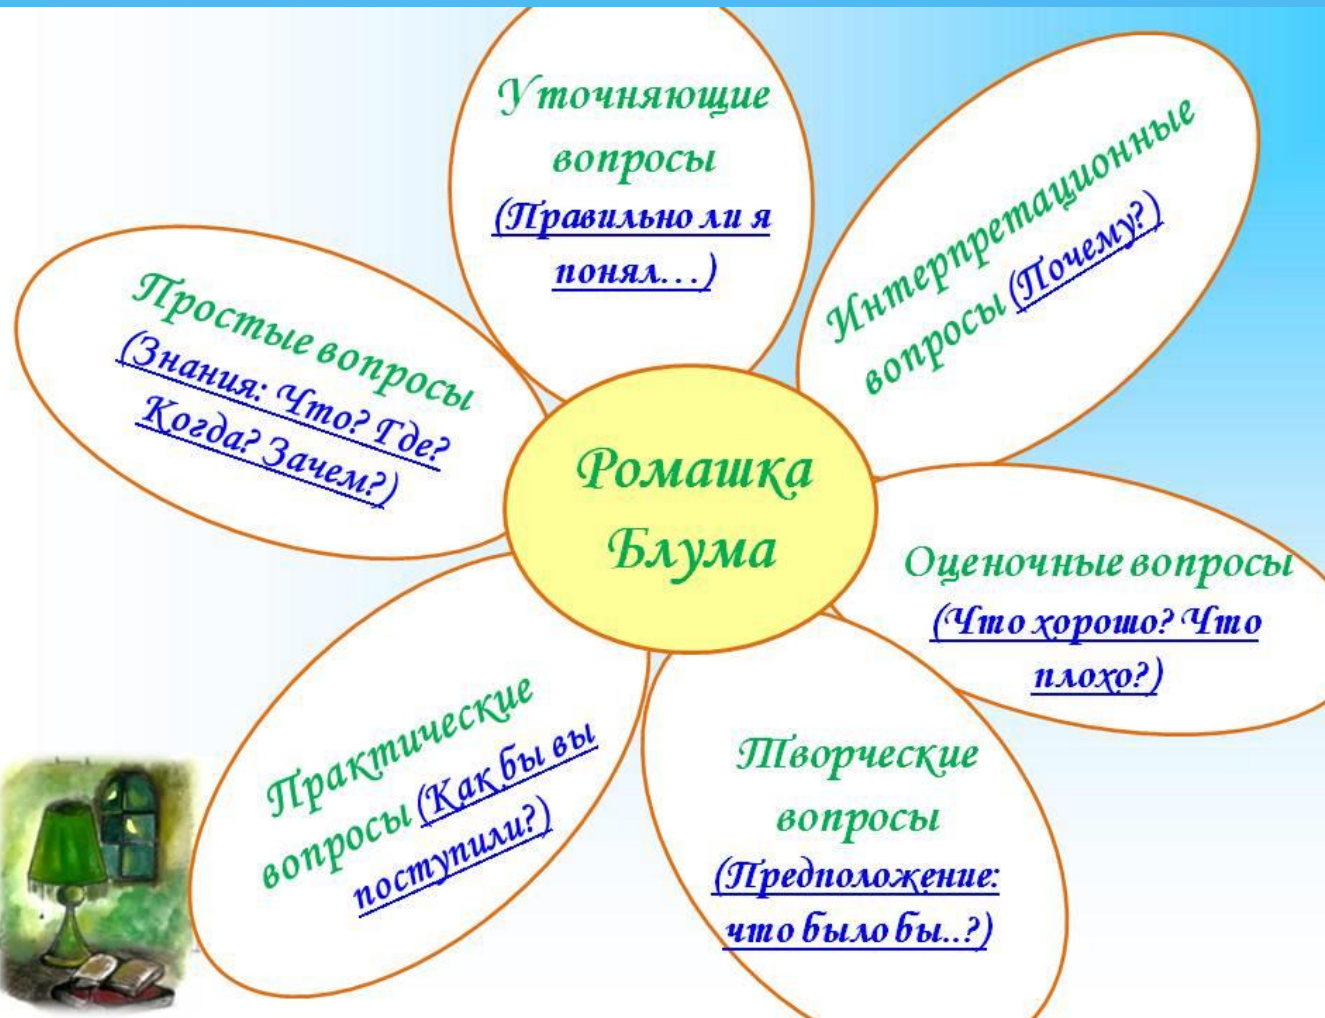 Уточняющие
вопросы
(Правильно ли я
понял...)
Интерпретационные
вопросы (Почему?)
Простые вопросы
(Знания: Что? Где?
Когда? Зачем?)
Ромашка
Блума
Оценочные вопросы
(Что хорошо? Что
плохо?)
Практические
вопросы (Как бы вы
поступили?)
Творческие
вопросы
(Предположение:
что было бы..?)